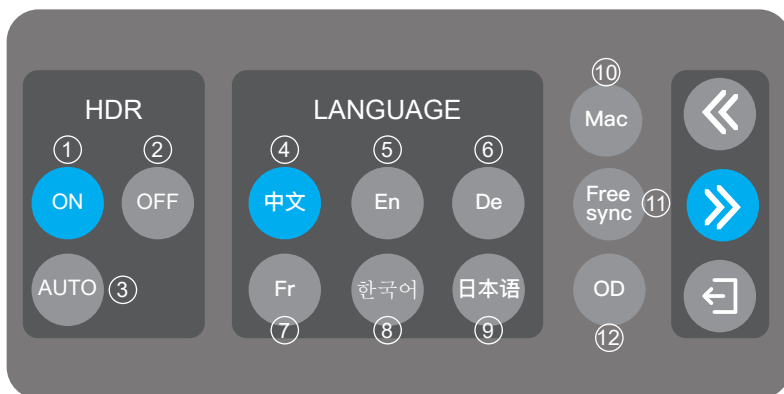 HDR
① ②
ON OFF
AUTO ③
LANGUAGE
④ ⑤ ⑥
中文 En De
Fr 한국어 日本语
⑦ ⑧ ⑨
⑩
Mac
Free
sync ⑪
OD
⑫